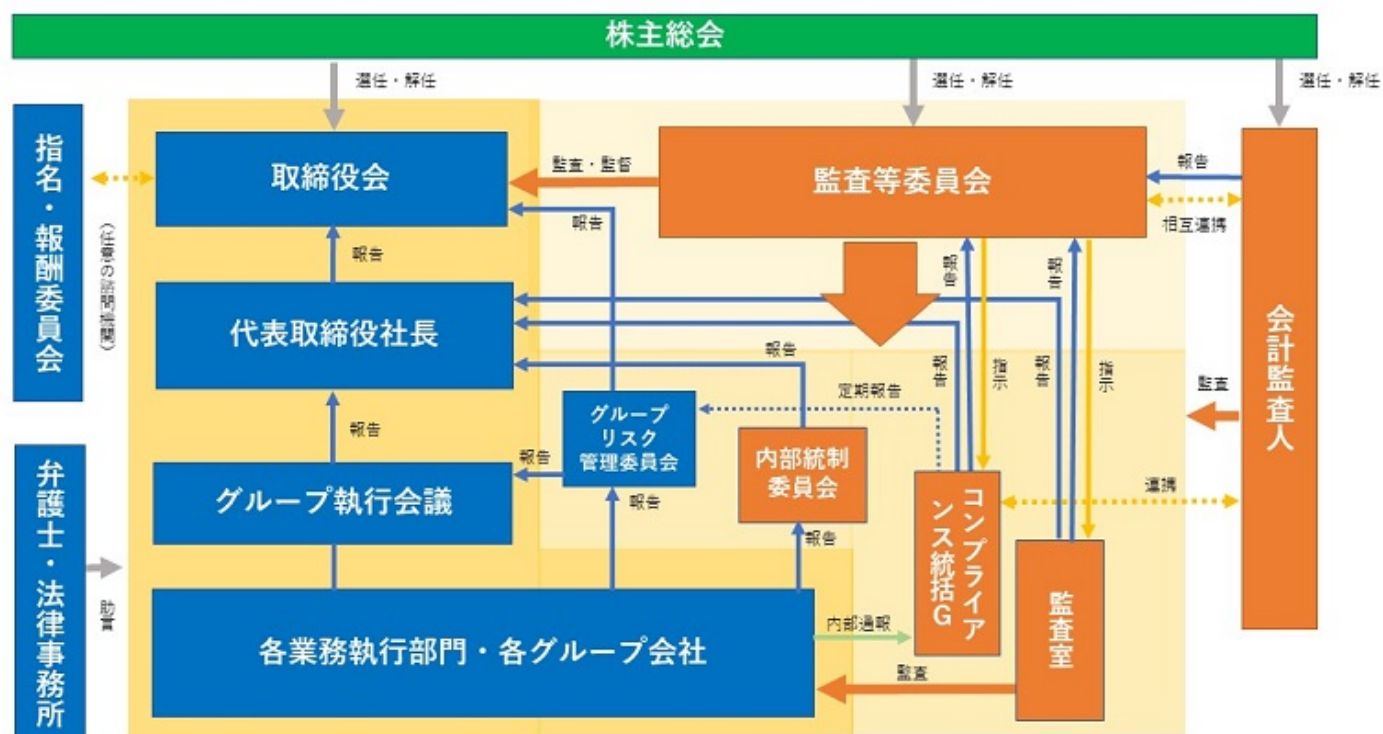 株主総会
選任・解任
選任・解任
選任・解任
指名・報酬委員会
(任意の諮問機関)
取締役会
監査・監督
監査等委員会
報告
相互連携
会計監査人
報告
報告
報告
報告
代表取締役社長
報告
報告
指示
報告
指示
監査
定期報告
報告
グループ
リスク
管理委員会
報告
内部統制
委員会
グループ執行会議
コンプライア
ンス統括G
連携
報告
報告
弁護士・法律事務所
助言
監査室
各業務執行部門・各グループ会社
内部通報
監査